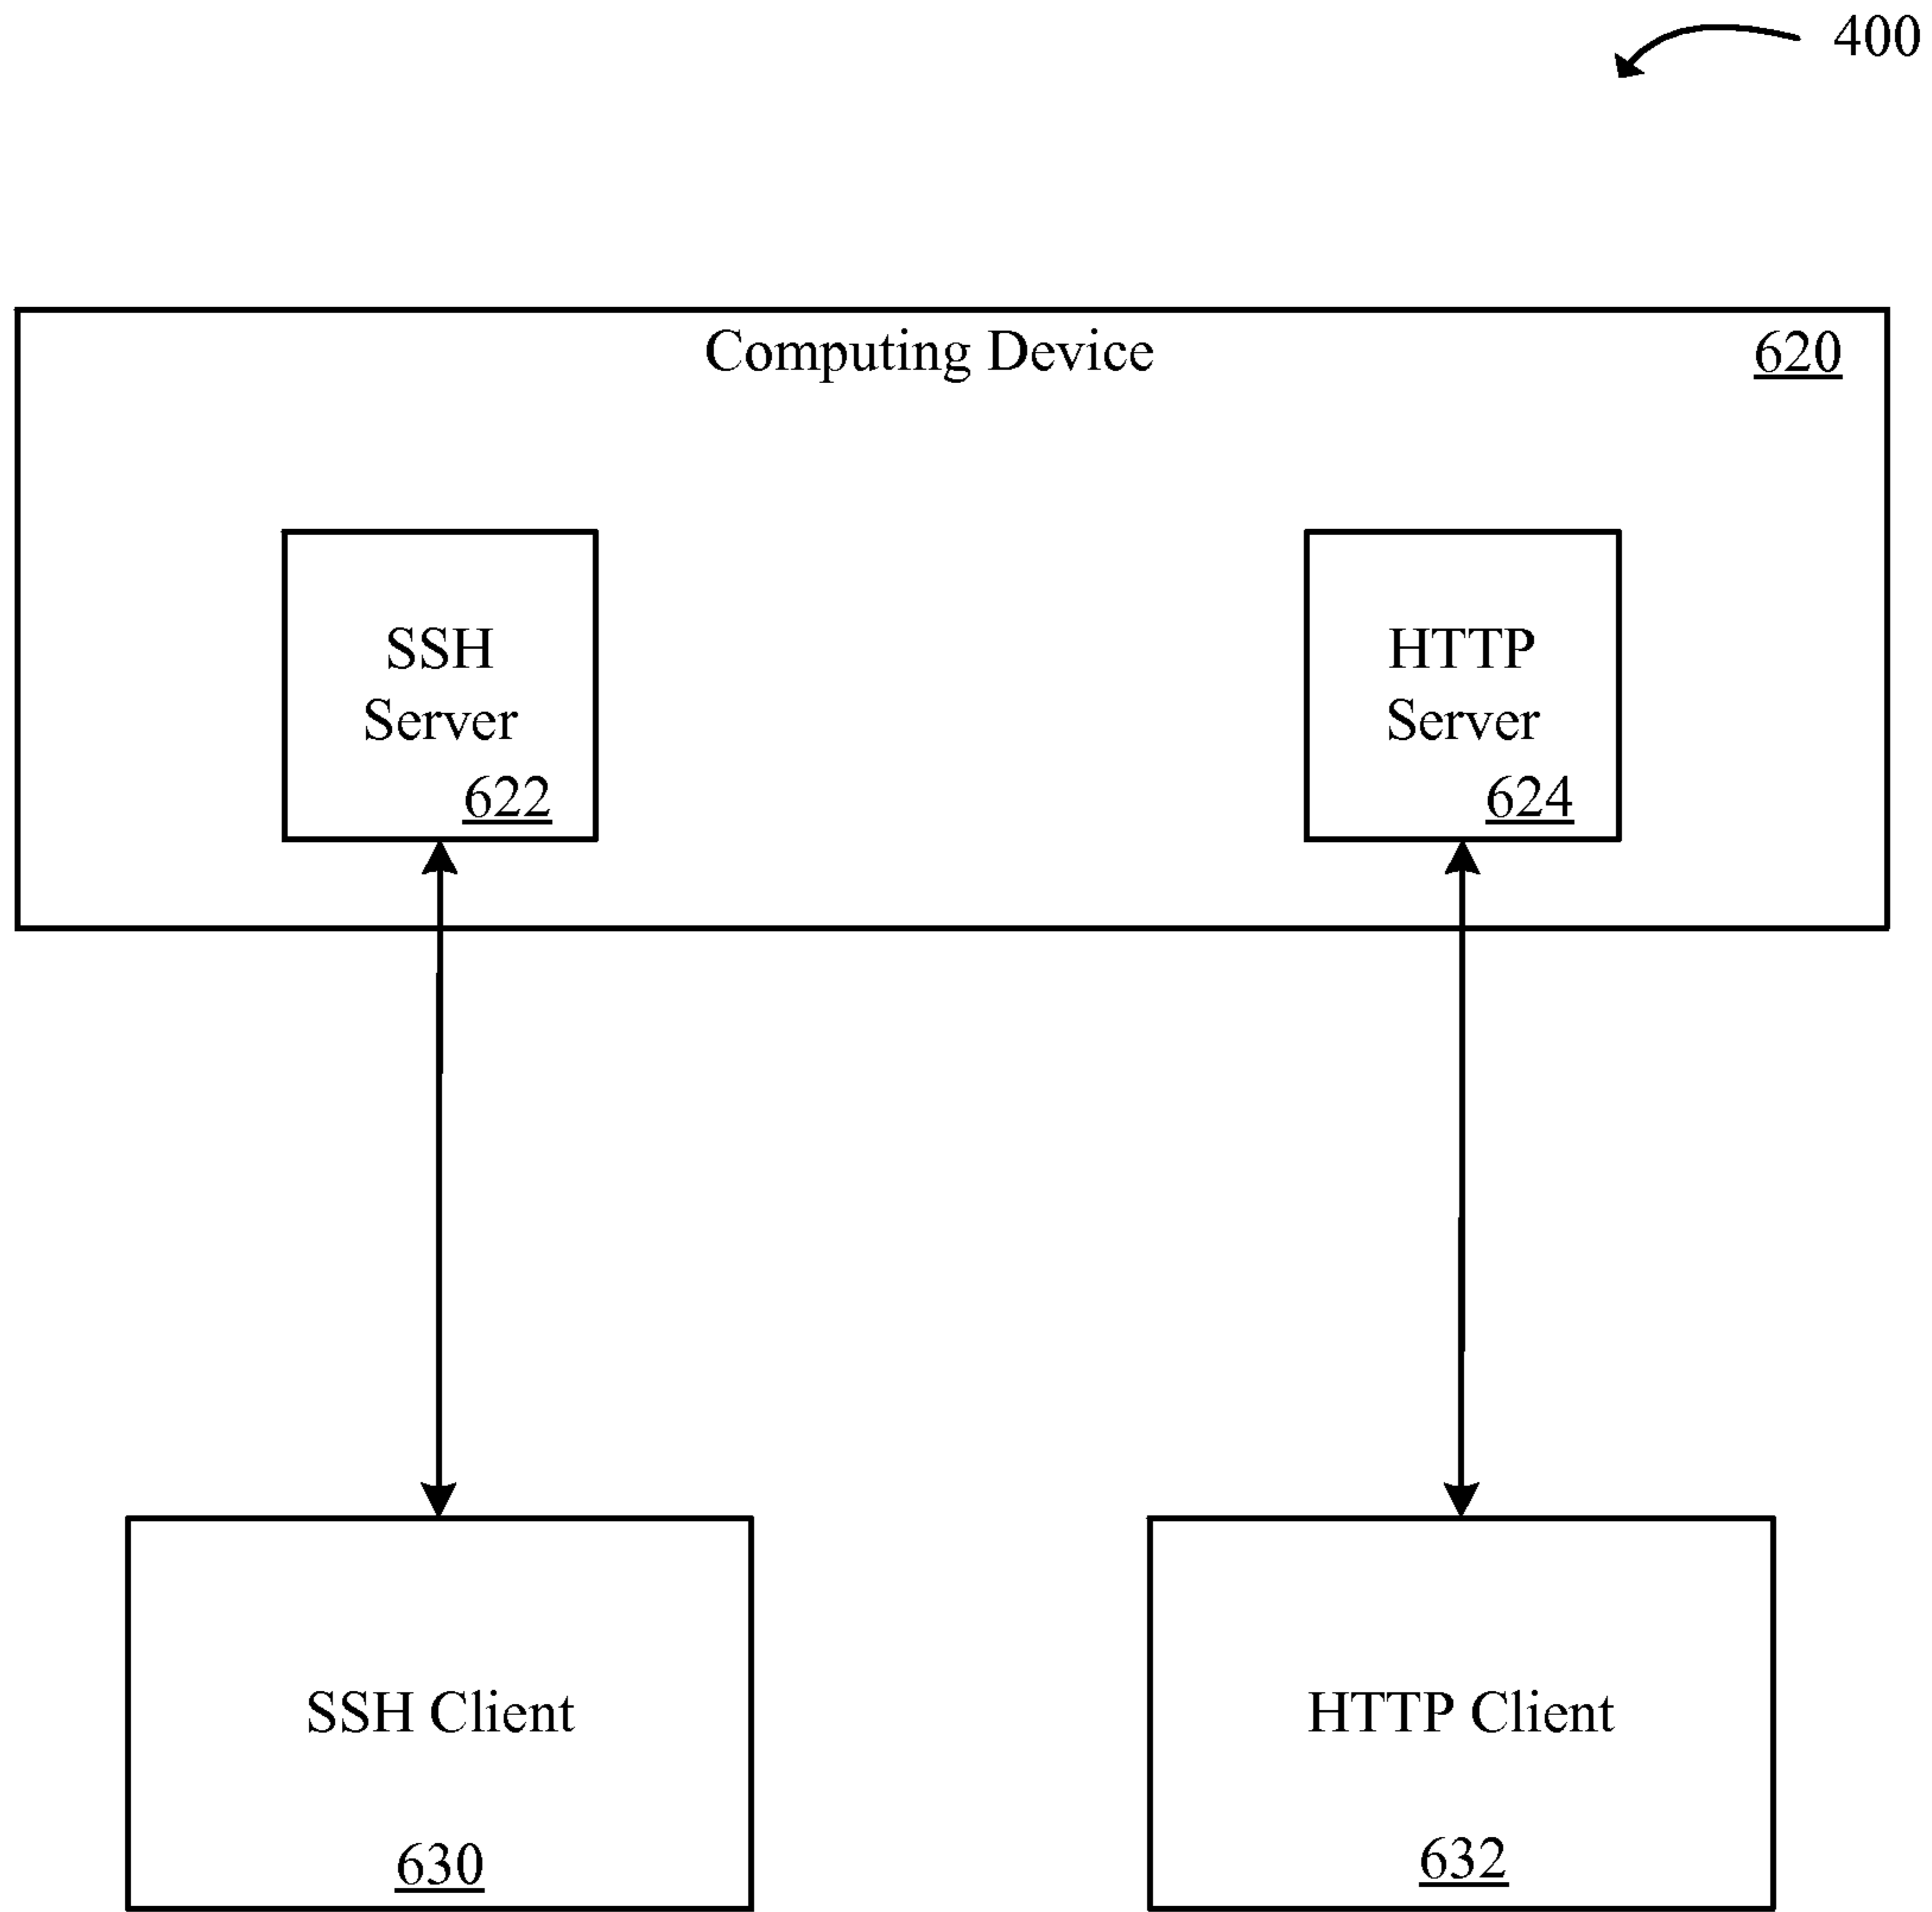 400
Computing Device
620
SSH
Server
622
HTTP
Server
624
SSH Client
630
HTTP Client
632